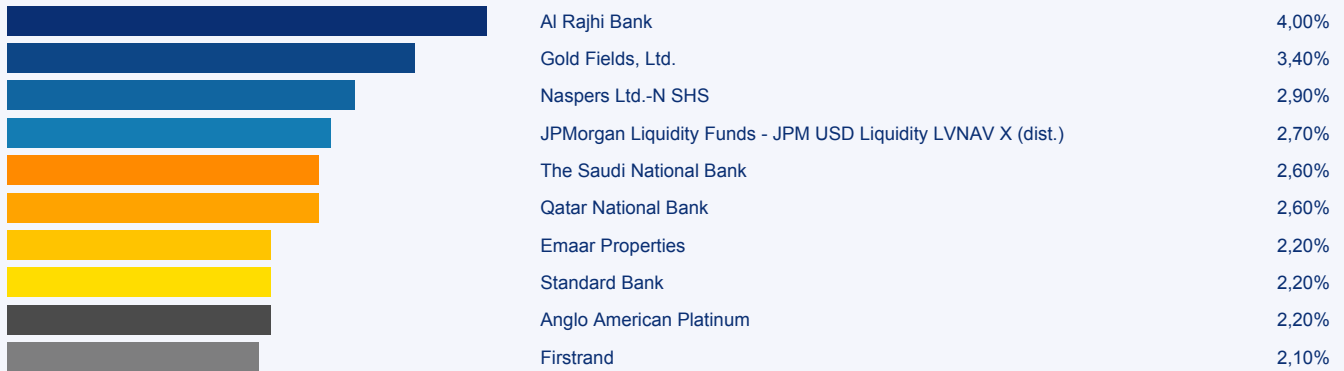 Al Rajhi Bank 4,00%
Gold Fields, Ltd. 3,40%
Naspers Ltd.-N SHS 2,90%
JPMorgan Liquidity Funds - JPM USD Liquidity LVNAV X (dist.) 2,70%
The Saudi National Bank 2,60%
Qatar National Bank 2,60%
Emaar Properties 2,20%
Standard Bank 2,20%
Anglo American Platinum 2,20%
Firstrand 2,10%